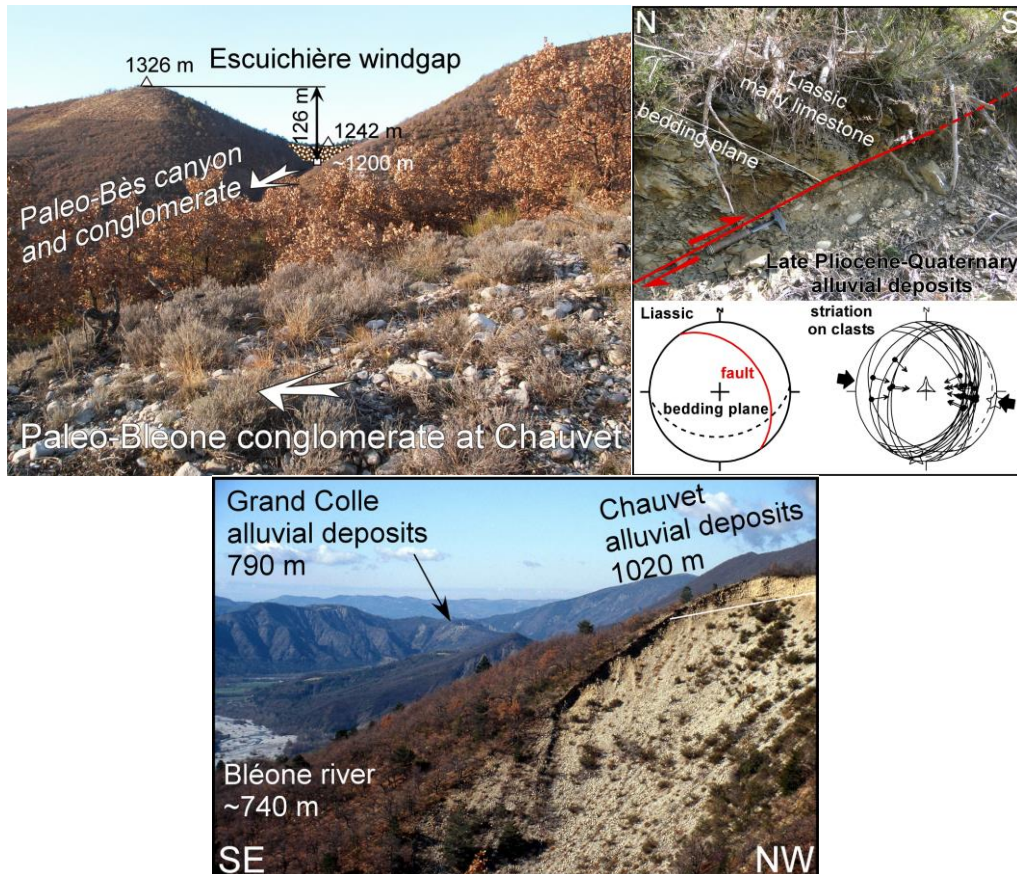 1326 m
Escuichière windgap
126 m
1242 m
~1200 m
Paleo-Bès canyon
and conglomerate
Paleo-Bléone conglomerate at Chauvet
N
S
Liassic
marly limestone
bedding plane
Late Pliocene-Quaternary
alluvial deposits
Liassic
N
fault
bedding plane
striation
on clasts
N
Grand Colle
alluvial deposits
790 m
Chauvet
alluvial deposits
1020 m
Bléone river
~740 m
SE
NW